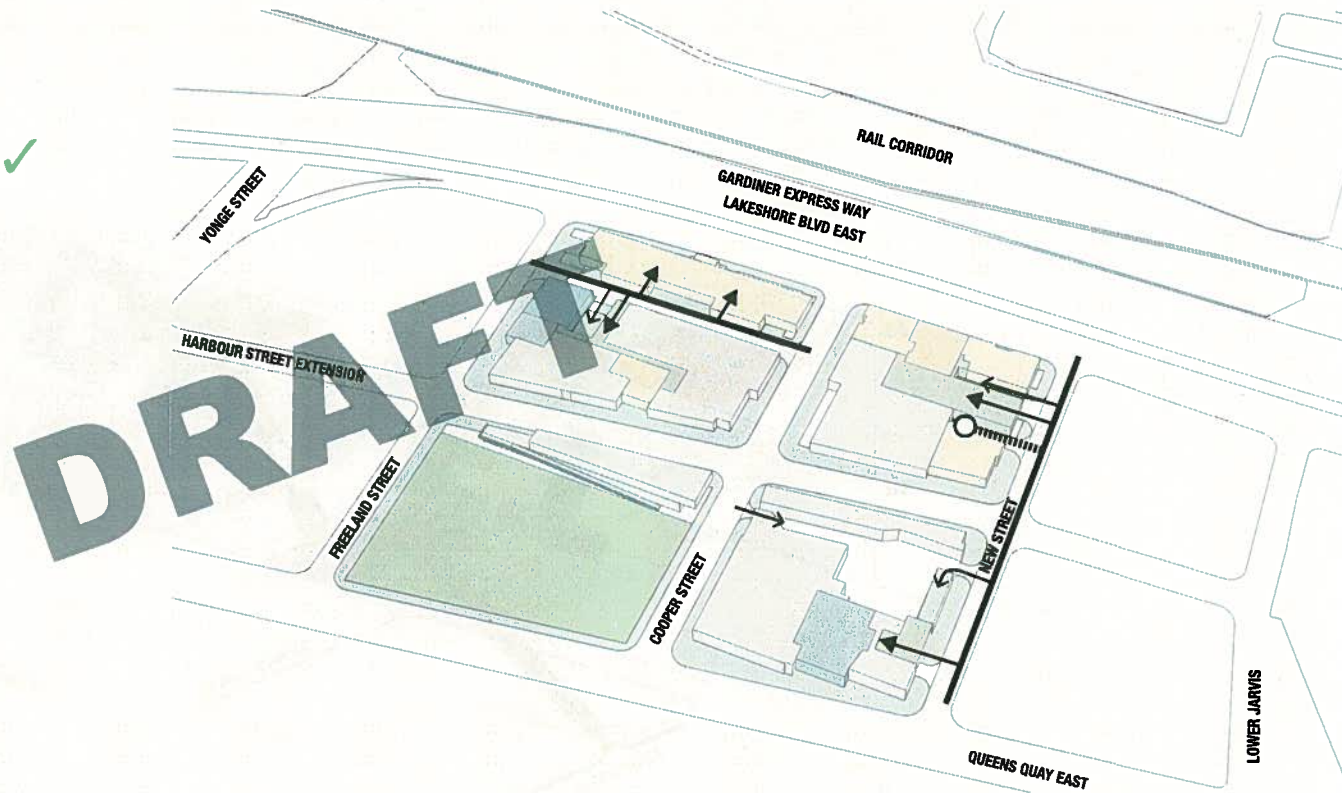 RAIL CORRIDOR
GARDINER EXPRESS WAY
LAKESHORE BLVD EAST
YONGE STREET
HARBOUR STREET EXTENSION
DRAFT
FREELAND STREET
COOPER STREET
NEW STREET
LOWER JARVIS
QUEENS QUAY EAST